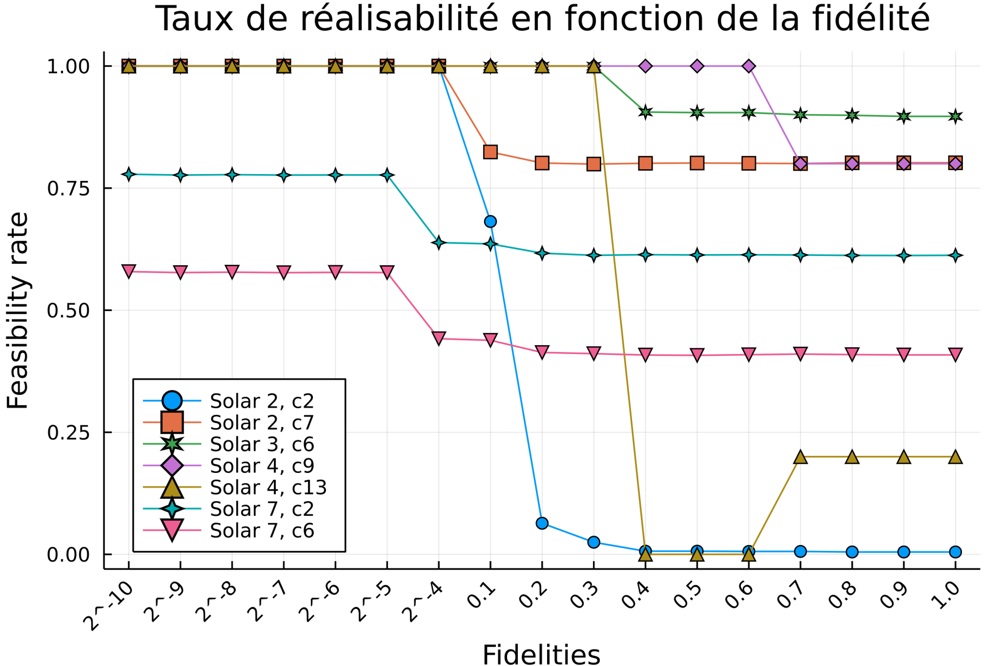 Taux de réalisabilité en fonction de la fidélité
Feasibility rate
1.00
0.75
0.50
0.25
0.00
Solar 2, c2
Solar 2, c7
Solar 3, c6
Solar 4, c9
Solar 4, c13
Solar 7, c2
Solar 7, c6
2^-10
2^-9
2^-8
2^-7
2^-6
2^-5
2^-4
0.1
0.2
0.3
0.4
0.5
0.6
0.7
0.8
0.9
1.0
Fidelities